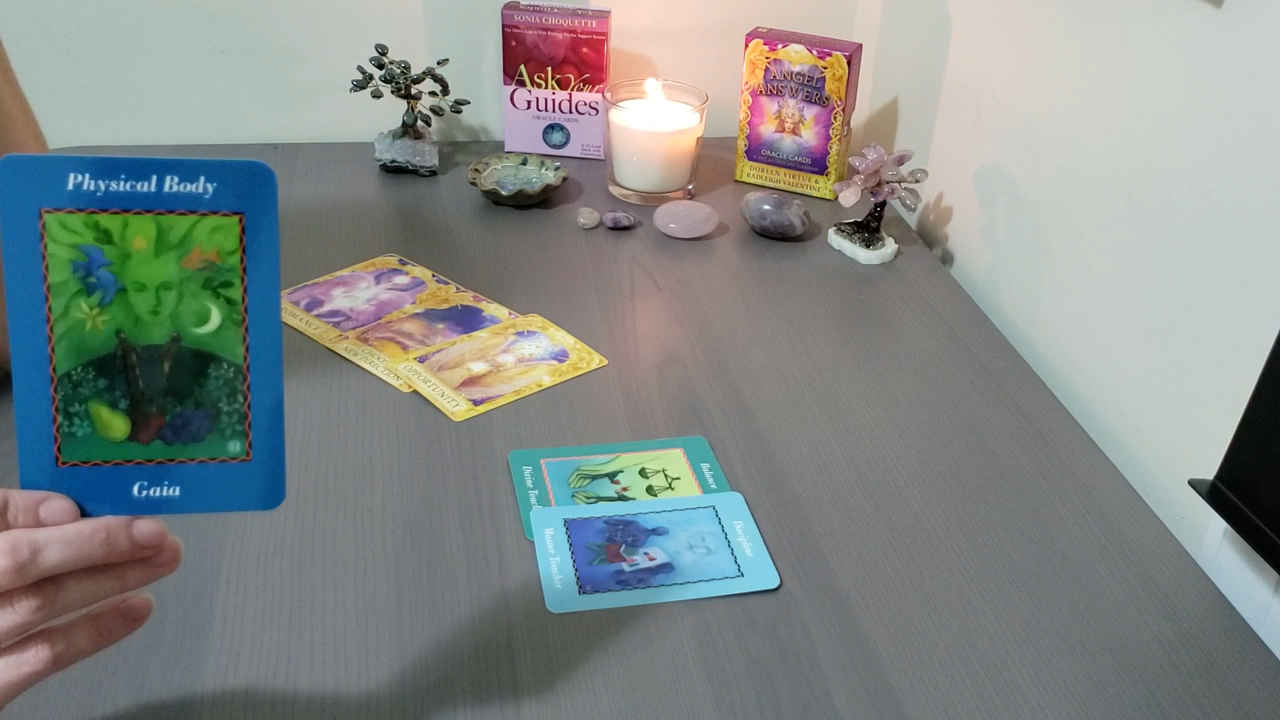 SONIA CHOQUETTE
Ask Your
Guides
ORACLE CARDS
ANGEL
ANSWERS
ORACLE CARDS
DOREEN VIRTUE &
RADLEIGH VALENTINE
Physical Body
Gaia
ROMANCE
NEW DIRECTION
OPPORTUNITY
Balance
Divine
Discipline
Master Teacher